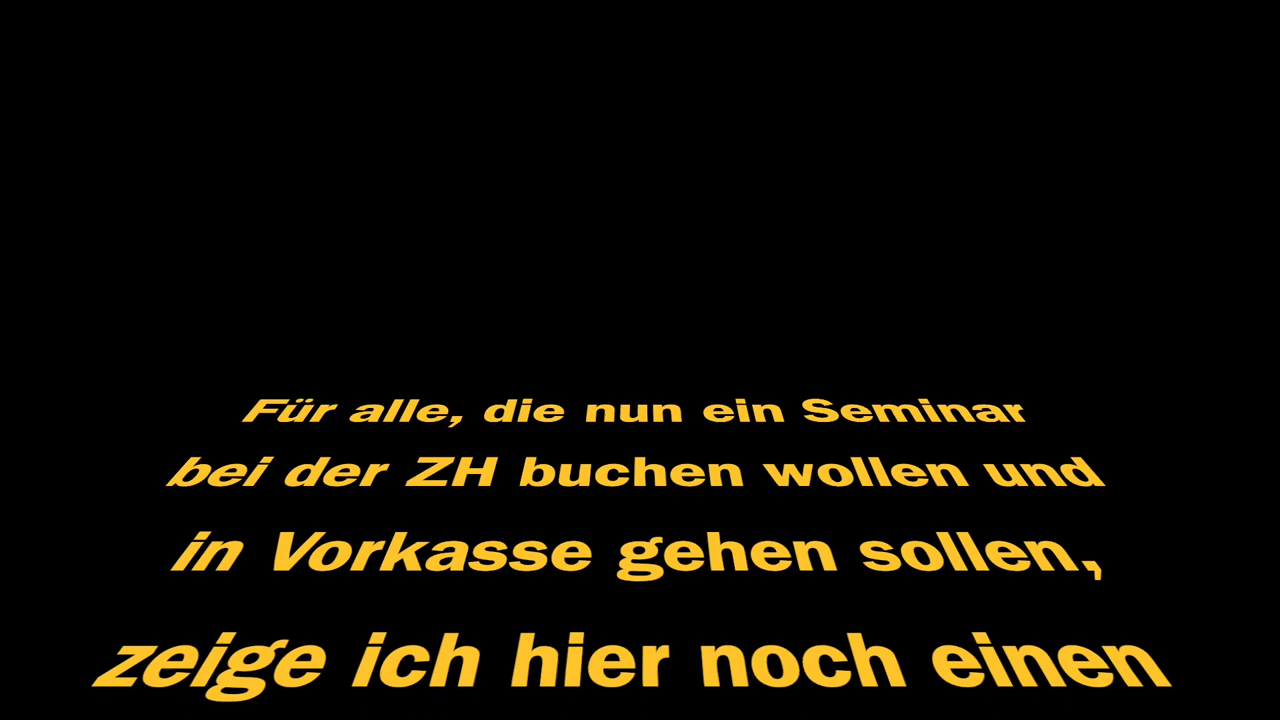 Für alle, die nun ein Seminar
bei der ZH buchen wollen und
in Vorkasse gehen sollen,
zeige ich hier noch einen